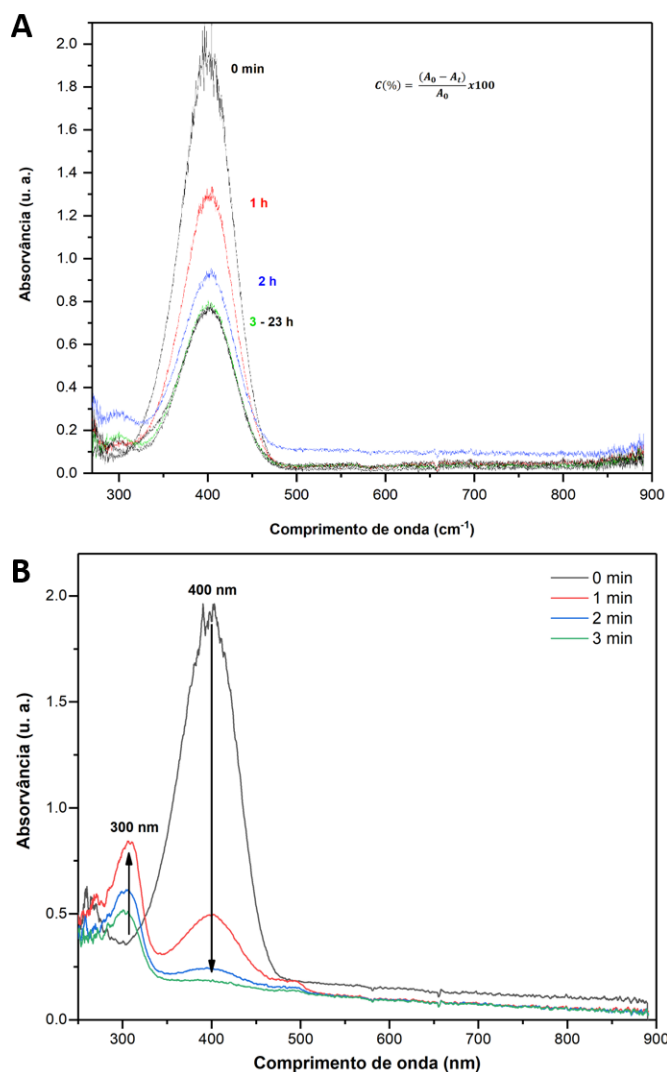 A
0 min
C(%) = (A₀ − Aₜ)/A₀ x100
1 h
2 h
3 - 23 h
Absorvância (u. a.)
2.0
1.8
1.6
1.4
1.2
1.0
0.8
0.6
0.4
0.2
0.0
300 400 500 600 700 800 900
Comprimento de onda (cm⁻¹)
B
400 nm
0 min
1 min
2 min
3 min
300 nm
Absorvância (u. a.)
2.0
1.5
1.0
0.5
0.0
300 400 500 600 700 800 900
Comprimento de onda (nm)